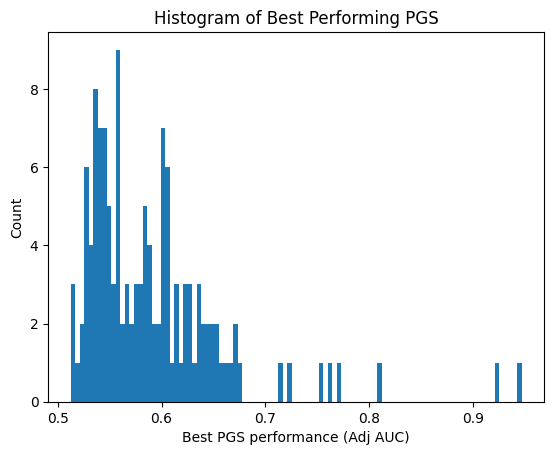 Histogram of Best Performing PGS
8
6
4
2
0
Count
0.5 0.6 0.7 0.8 0.9
Best PGS performance (Adj AUC)